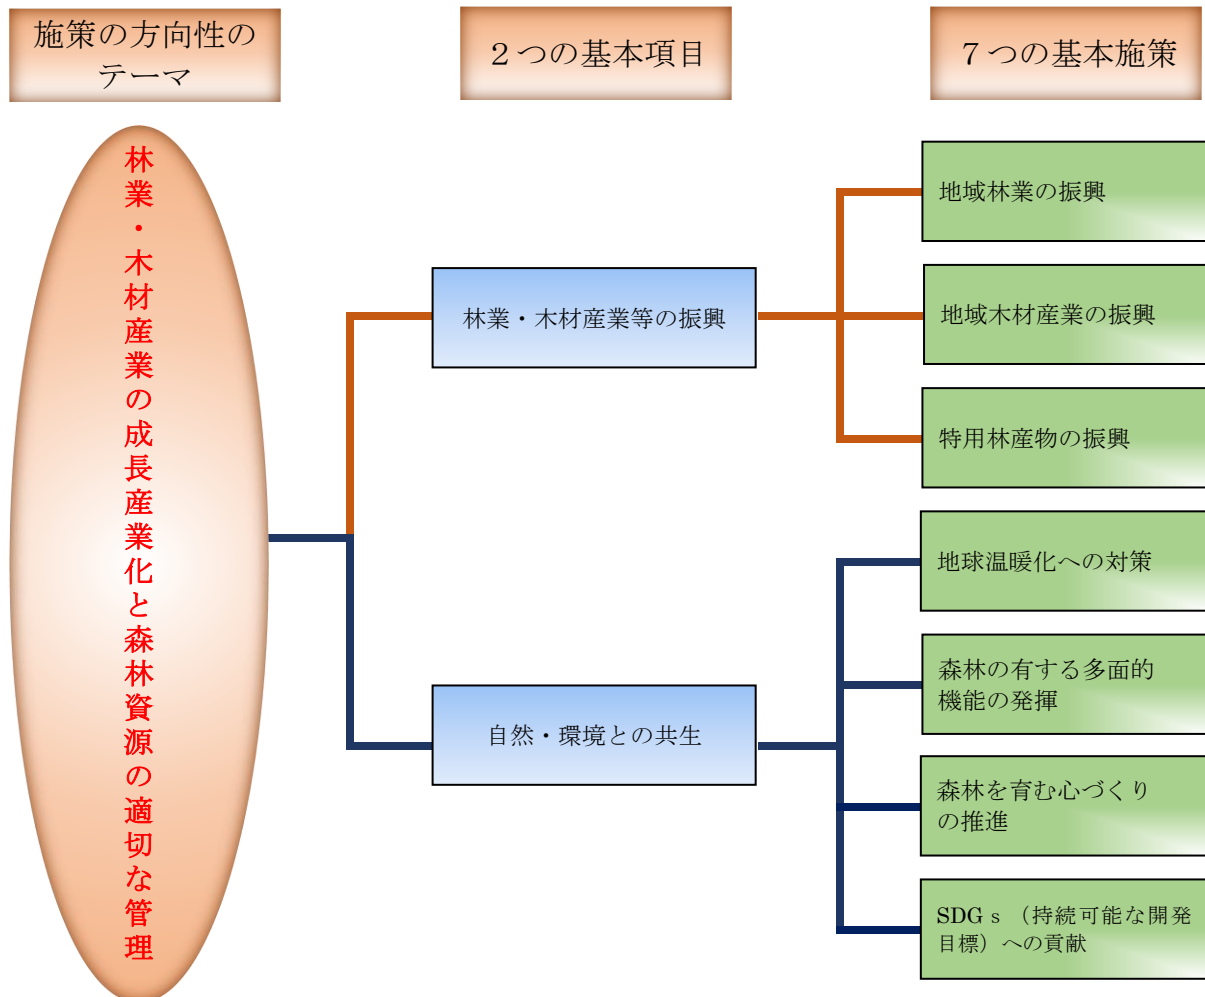 施策の方向性の
テーマ
２つの基本項目
７つの基本施策
林業・木材産業の成長産業化と森林資源の適切な管理
林業・木材産業等の振興
自然・環境との共生
地域林業の振興
地域木材産業の振興
特用林産物の振興
地球温暖化への対策
森林の有する多面的
機能の発揮
森林を育む心づくり
の推進
SDGｓ（持続可能な開発
目標）への貢献